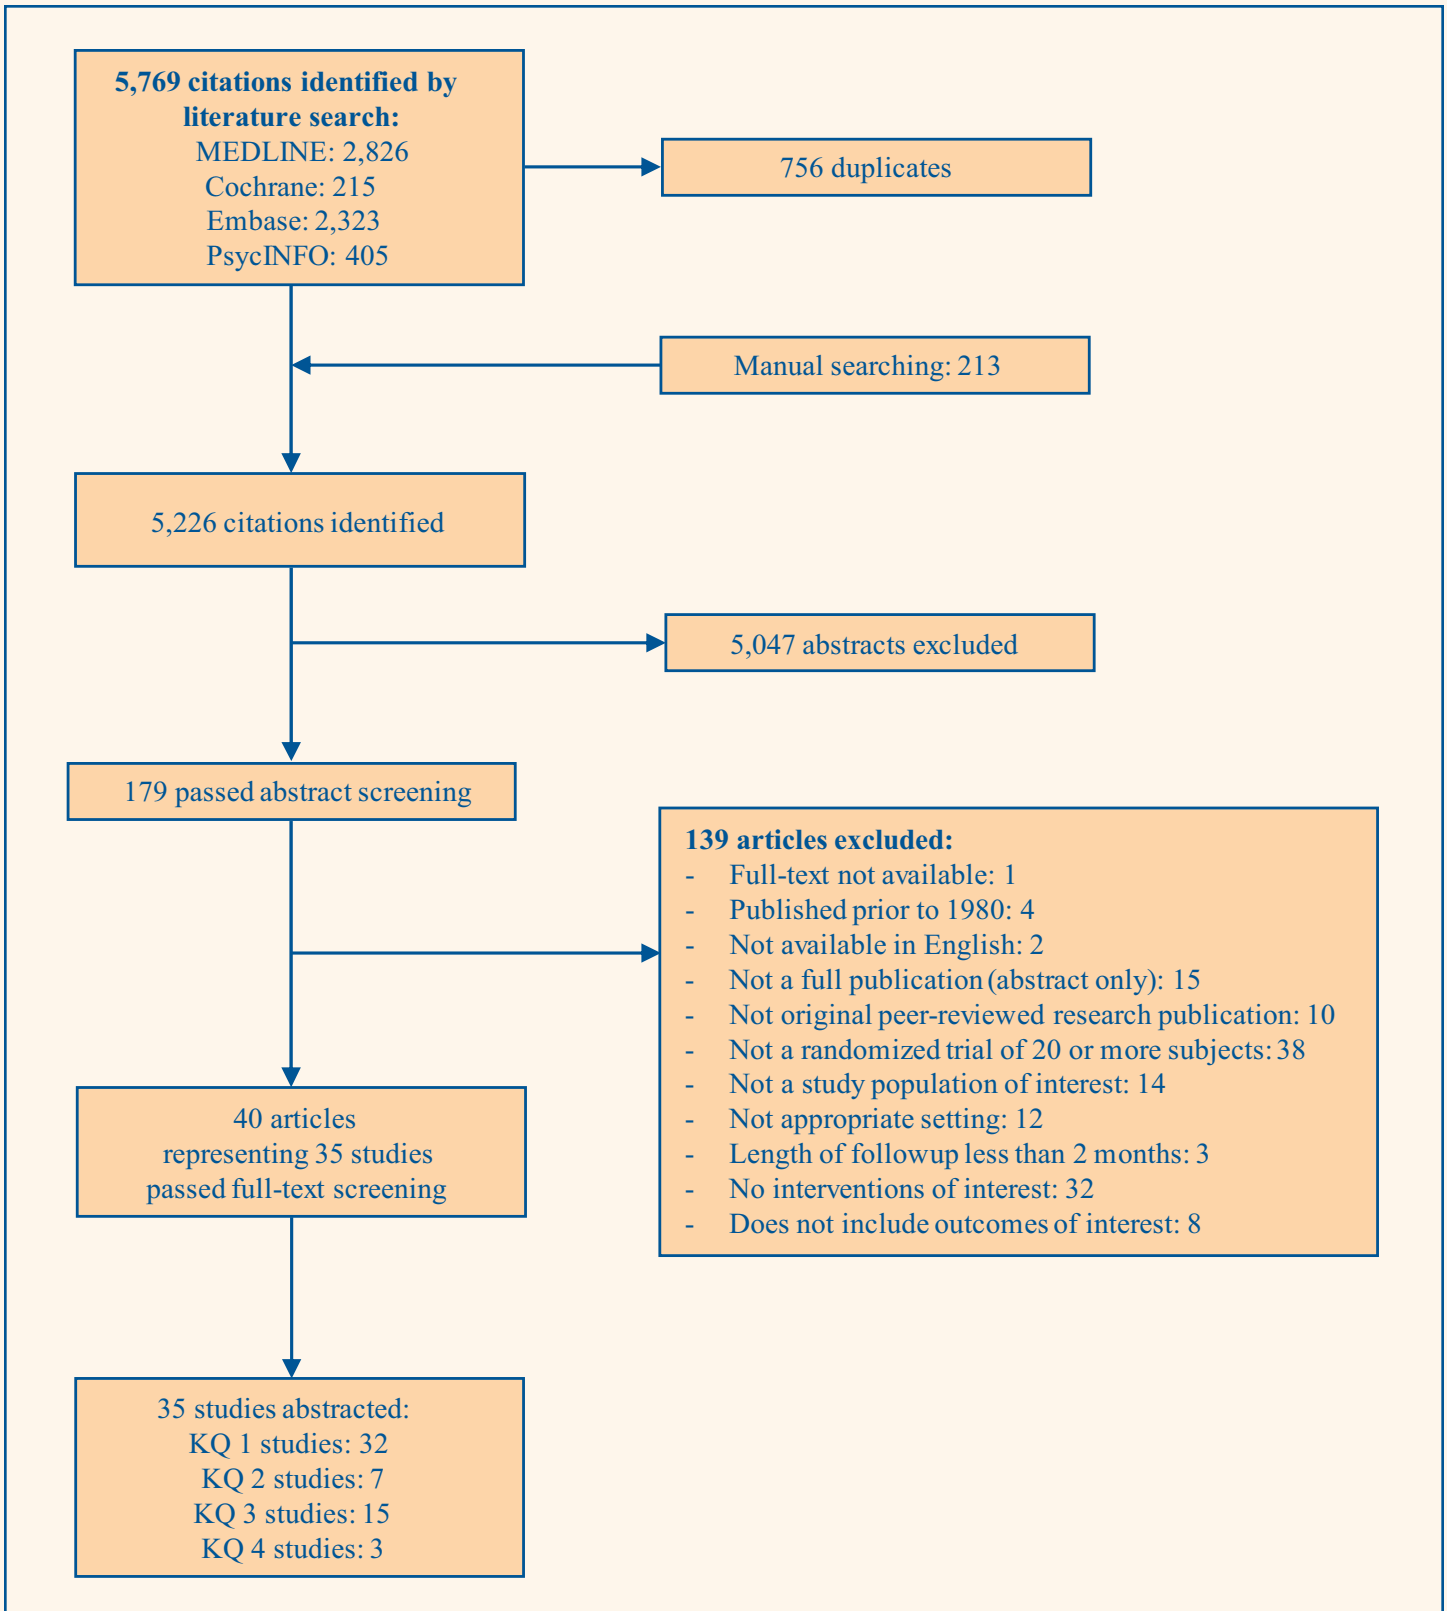 5,769 citations identified by
literature search:
MEDLINE: 2,826
Cochrane: 215
Embase: 2,323
PsycINFO: 405
756 duplicates
Manual searching: 213
5,226 citations identified
5,047 abstracts excluded
179 passed abstract screening
139 articles excluded:
- Full-text not available: 1
- Published prior to 1980: 4
- Not available in English: 2
- Not a full publication (abstract only): 15
- Not original peer-reviewed research publication: 10
- Not a randomized trial of 20 or more subjects: 38
- Not a study population of interest: 14
- Not appropriate setting: 12
- Length of followup less than 2 months: 3
- No interventions of interest: 32
- Does not include outcomes of interest: 8
40 articles
representing 35 studies
passed full-text screening
35 studies abstracted:
KQ 1 studies: 32
KQ 2 studies: 7
KQ 3 studies: 15
KQ 4 studies: 3